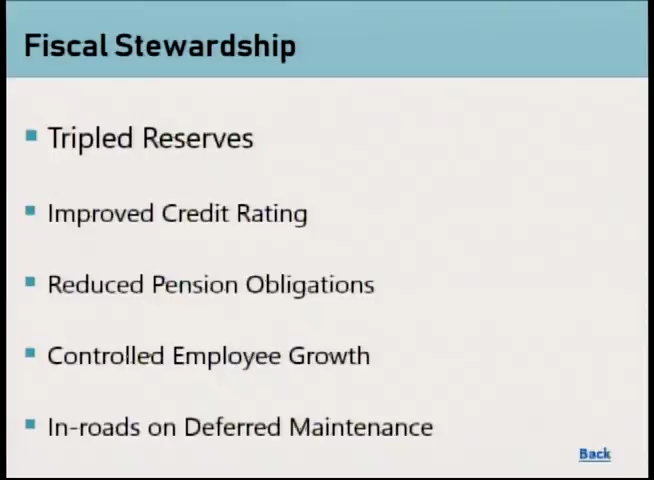 Fiscal Stewardship
Tripled Reserves
Improved Credit Rating
Reduced Pension Obligations
Controlled Employee Growth
In-roads on Deferred Maintenance
Back